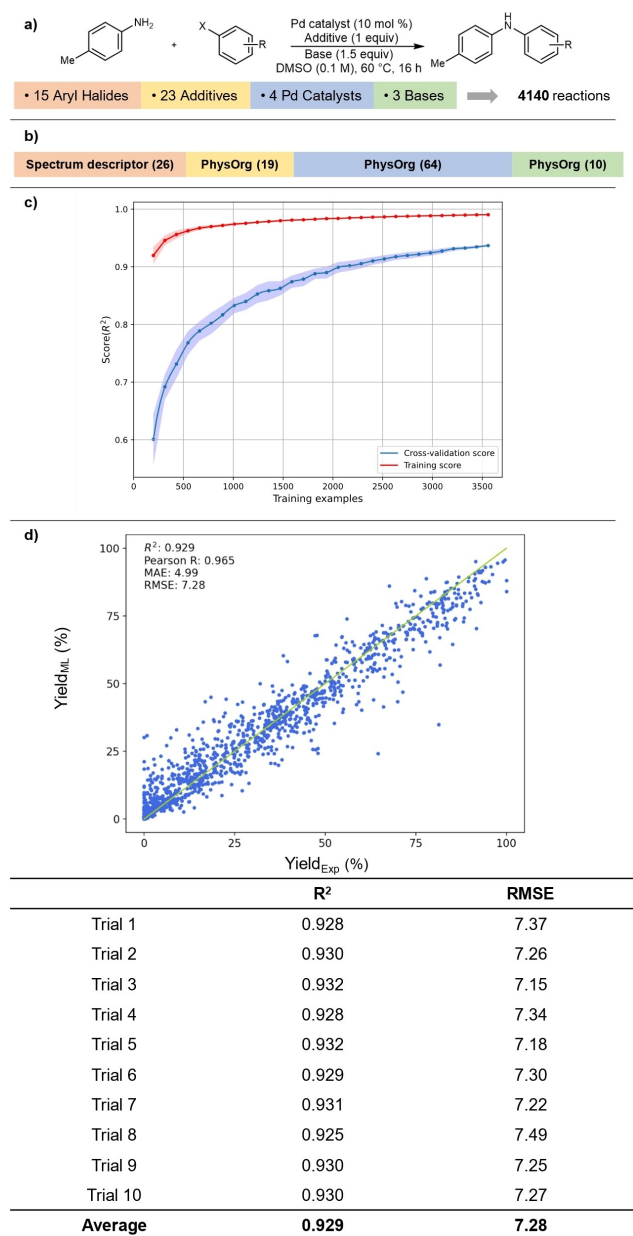 a)
NH2
Me
+
X
R
Pd catalyst (10 mol %)
Additive (1 equiv)
Base (1.5 equiv)
DMSO (0.1 M), 60 °C, 16 h
H
N
Me
R
• 15 Aryl Halides • 23 Additives • 4 Pd Catalysts • 3 Bases 4140 reactions
b)
Spectrum descriptor (26) PhysOrg (19) PhysOrg (64) PhysOrg (10)
c)
1.0
0.9
0.8
0.7
0.6
Score(R²)
Cross-validation score
Training score
0 500 1000 1500 2000 2500 3000 3500
Training examples
d)
R²: 0.929
Pearson R: 0.965
MAE: 4.99
RMSE: 7.28
100
75
50
25
0
YieldML (%)
0 25 50 75 100
YieldExp (%)
R² RMSE
Trial 1 0.928 7.37
Trial 2 0.930 7.26
Trial 3 0.932 7.15
Trial 4 0.928 7.34
Trial 5 0.932 7.18
Trial 6 0.929 7.30
Trial 7 0.931 7.22
Trial 8 0.925 7.49
Trial 9 0.930 7.25
Trial 10 0.930 7.27
Average 0.929 7.28